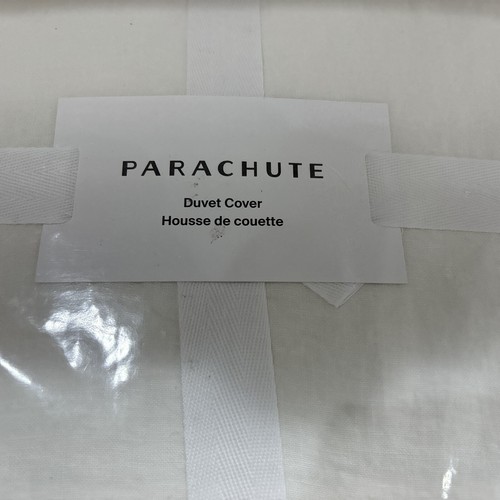 PARACHUTE
Duvet Cover
Housse de couette